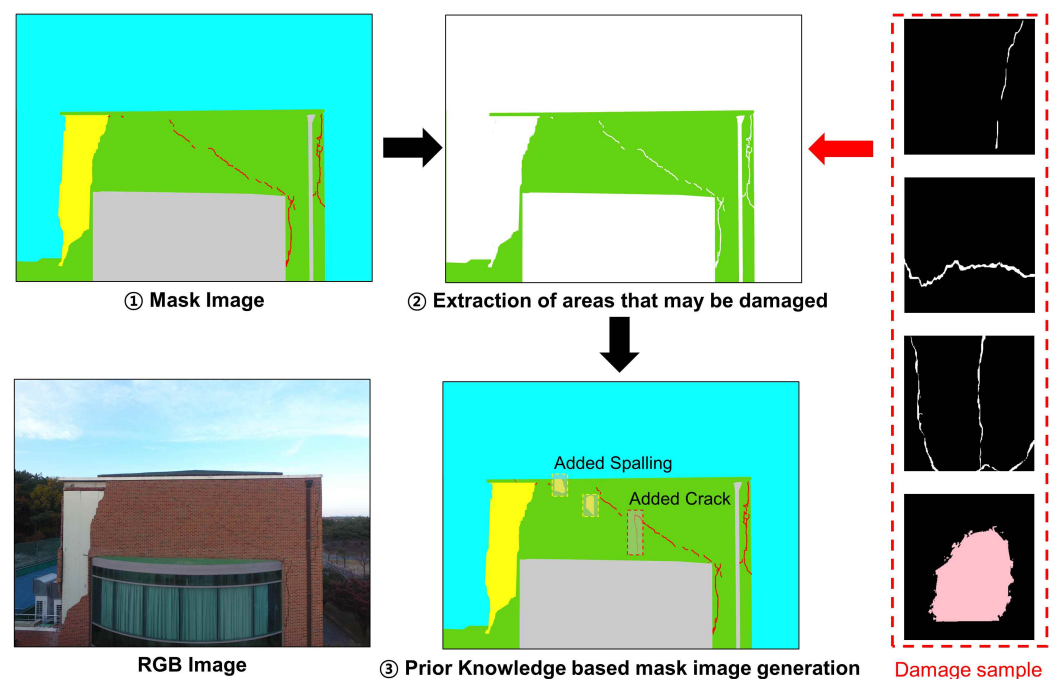 ① Mask Image
② Extraction of areas that may be damaged
Added Spalling
Added Crack
RGB Image
③ Prior Knowledge based mask image generation
Damage sample